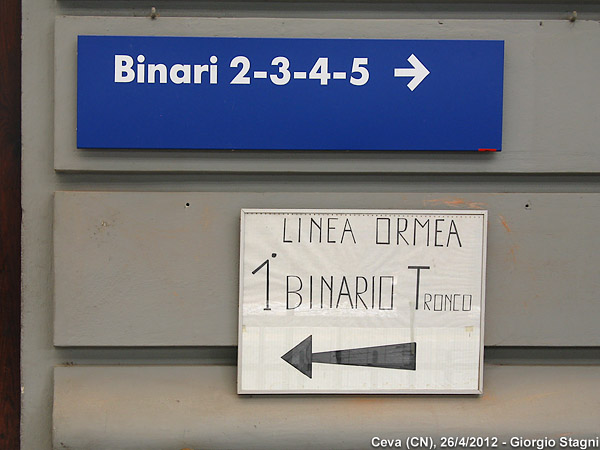 Binari 2-3-4-5 →
LINEA ORMEA
1° BINARIO TRONCO
Ceva (CN), 26/4/2012 - Giorgio Stagni